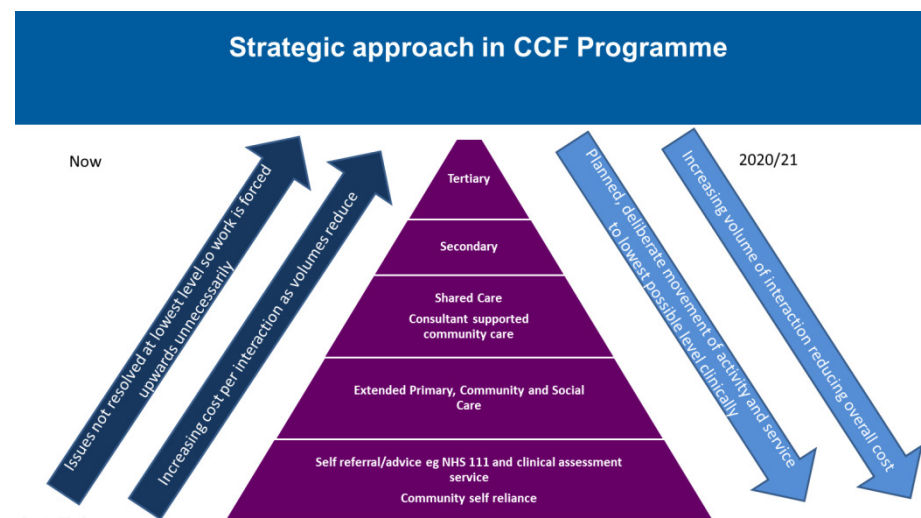 Strategic approach in CCF Programme
Now
2020/21
Issues not resolved at lowest level so work is forced
upwards unnecessarily
Increasing cost per interaction as volumes reduce
Tertiary
Secondary
Shared Care
Consultant supported
community care
Extended Primary, Community and Social
Care
Self referral/advice eg NHS 111 and clinical assessment
service
Community self reliance
Planned, deliberate movement of activity and service
to lowest possible level clinically
Increasing volume of interaction reducing overall cost